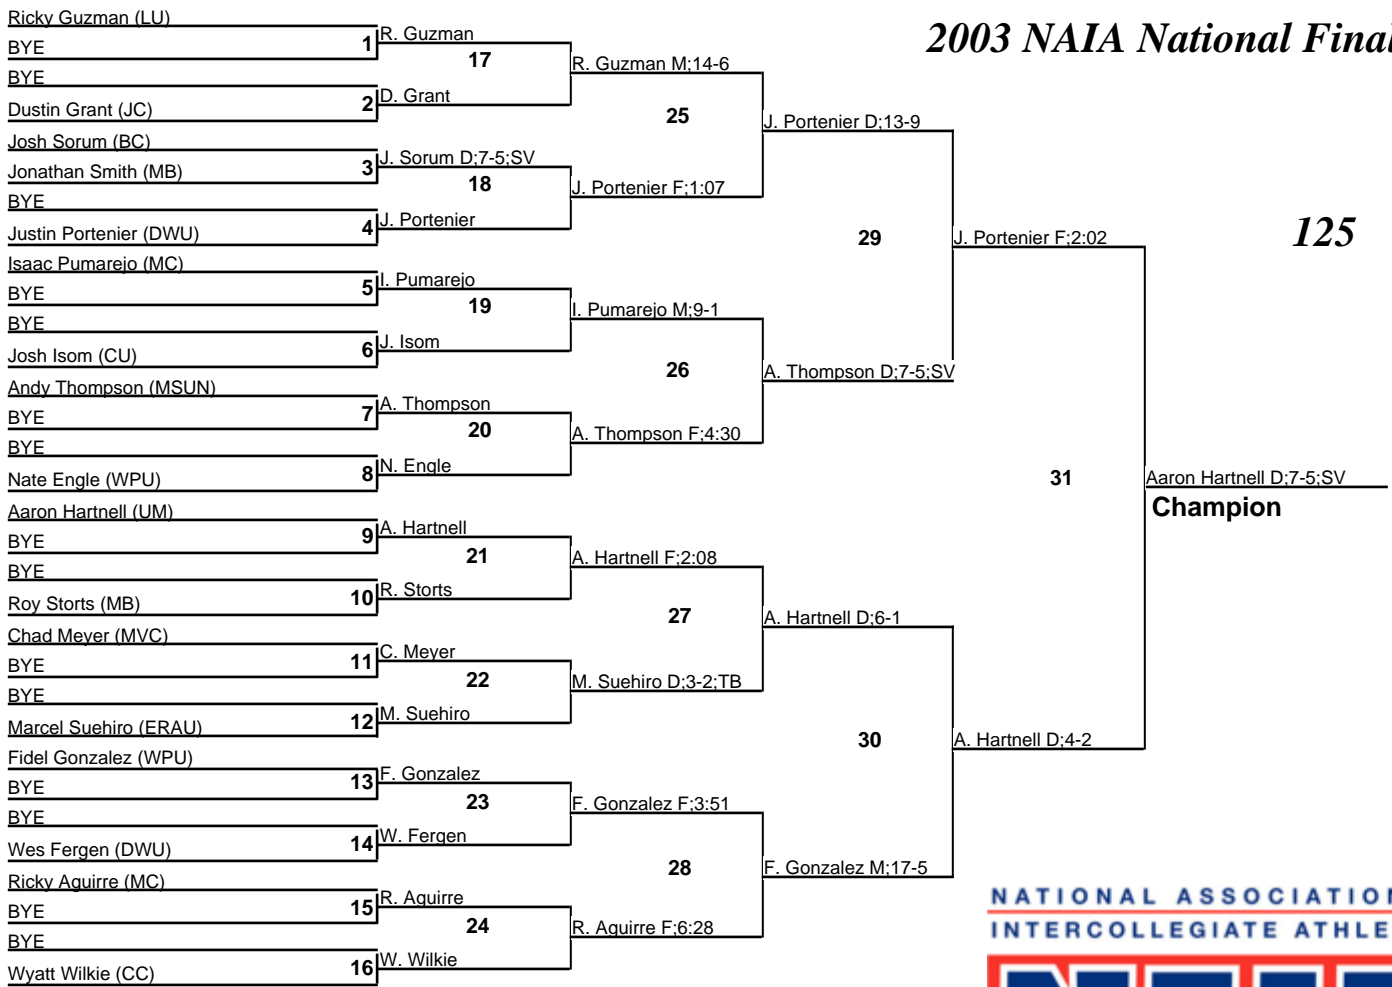 2003 NAIA National Final
125
Ricky Guzman (LU)
BYE
BYE
Dustin Grant (JC)
Josh Sorum (BC)
Jonathan Smith (MB)
BYE
Justin Portenier (DWU)
Isaac Pumarejo (MC)
BYE
BYE
Josh Isom (CU)
Andy Thompson (MSUN)
BYE
BYE
Nate Engle (WPU)
Aaron Hartnell (UM)
BYE
BYE
Roy Storts (MB)
Chad Meyer (MVC)
BYE
BYE
Marcel Suehiro (ERAU)
Fidel Gonzalez (WPU)
BYE
BYE
Wes Fergen (DWU)
Ricky Aguirre (MC)
BYE
BYE
Wyatt Wilkie (CC)
1 R. Guzman
2 D. Grant
3 J. Sorum D;7-5;SV
4 J. Portenier
5 I. Pumarejo
6 J. Isom
7 A. Thompson
8 N. Engle
9 A. Hartnell
10 R. Storts
11 C. Meyer
12 M. Suehiro
13 F. Gonzalez
14 W. Fergen
15 R. Aguirre
16 W. Wilkie
17
R. Guzman M;14-6
18
J. Portenier F;1:07
19
I. Pumarejo M;9-1
20
A. Thompson F;4:30
21
A. Hartnell F;2:08
22
M. Suehiro D;3-2;TB
23
F. Gonzalez F;3:51
24
R. Aguirre F;6:28
25
J. Portenier D;13-9
26
A. Thompson D;7-5;SV
27
A. Hartnell D;6-1
28
F. Gonzalez M;17-5
29
J. Portenier F;2:02
30
A. Hartnell D;4-2
31
Aaron Hartnell D;7-5;SV
Champion
NATIONAL ASSOCIATION
INTERCOLLEGIATE ATHLE